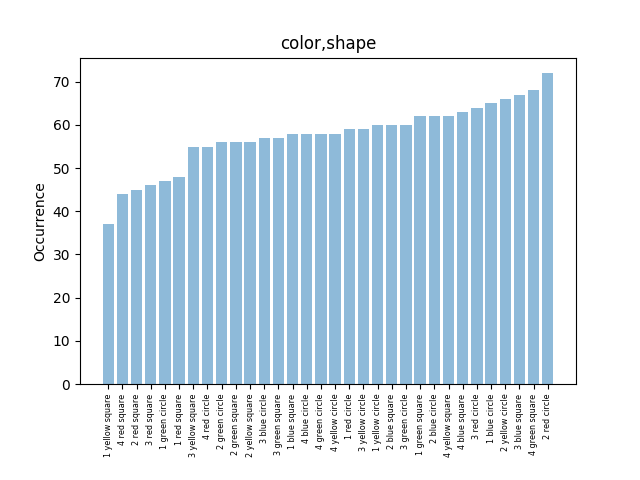 color,shape
Occurrence
70
60
50
40
30
20
10
0
1 yellow square
4 red square
2 red square
3 red square
1 green circle
1 red square
3 yellow square
4 red circle
2 green circle
2 green square
2 yellow square
3 blue circle
3 green square
1 blue square
4 blue circle
4 green circle
4 yellow circle
1 red circle
3 yellow circle
1 yellow circle
2 blue square
3 green circle
1 green square
2 blue circle
4 yellow square
4 blue square
3 red circle
1 blue circle
2 yellow circle
3 blue square
4 green square
2 red circle